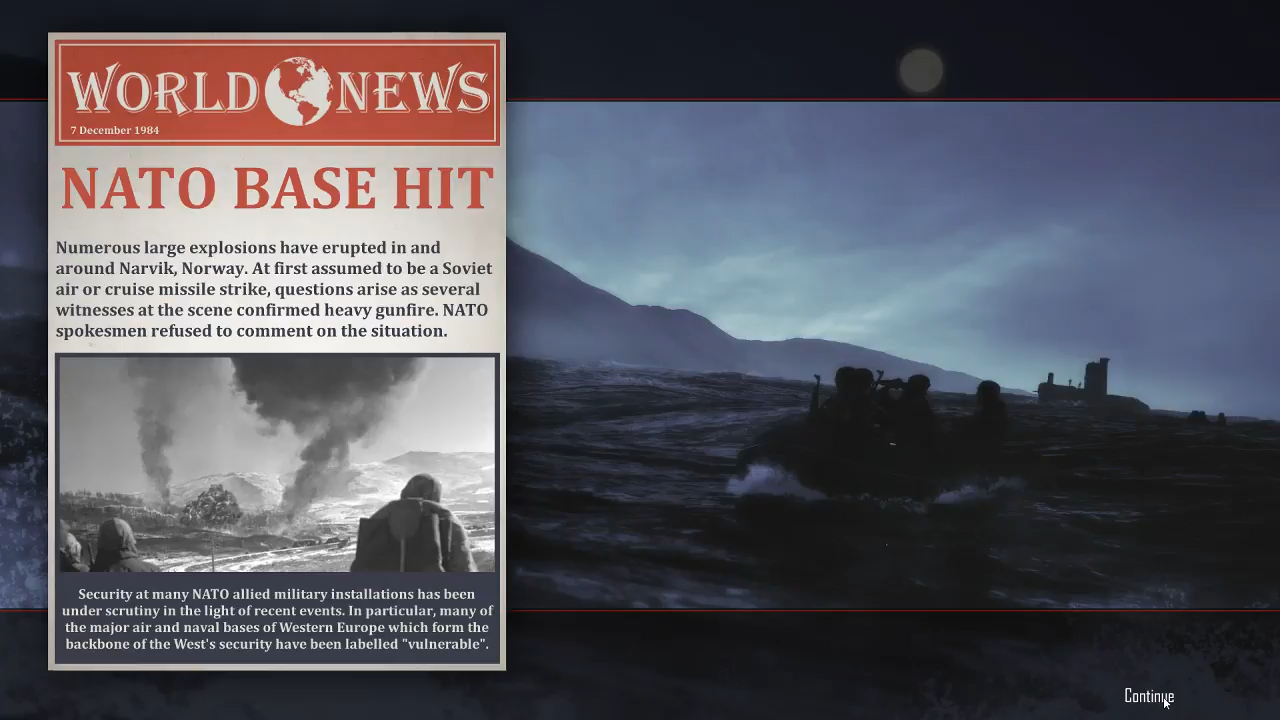 WORLD NEWS
7 December 1984
NATO BASE HIT
Numerous large explosions have erupted in and
around Narvik, Norway. At first assumed to be a Soviet
air or cruise missile strike, questions arise as several
witnesses at the scene confirmed heavy gunfire. NATO
spokesmen refused to comment on the situation.
Security at many NATO allied military installations has been
under scrutiny in the light of recent events. In particular, many of
the major air and naval bases of Western Europe which form the
backbone of the West's security have been labelled "vulnerable".
Continue